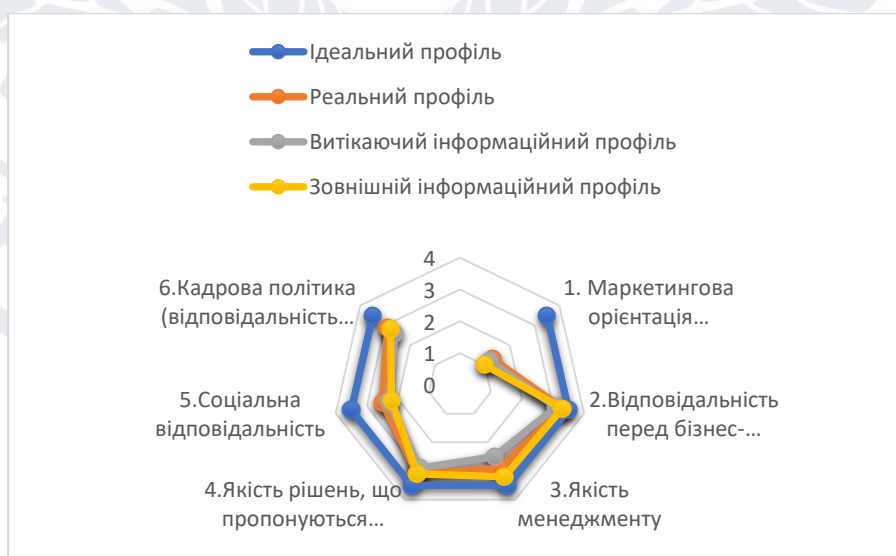 Ідеальний профіль
Реальний профіль
Витікаючий інформаційний профіль
Зовнішній інформаційний профіль
4
3
2
1
0
1. Маркетингова
орієнтація...
2.Відповідальність
перед бізнес-...
3.Якість
менеджменту
4.Якість рішень, що
пропонуються...
5.Соціальна
відповідальність
6.Кадрова політика
(відповідальність...